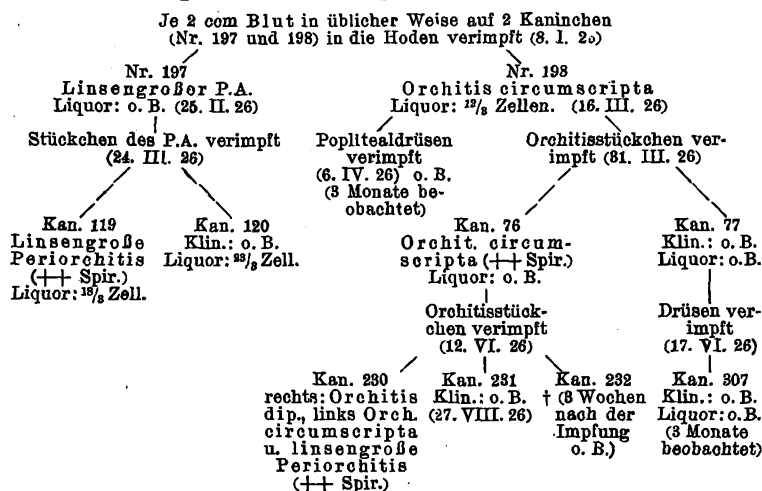 Je 2 ccm Blut in üblicher Weise auf 2 Kaninchen
(Nr. 197 und 198) in die Hoden verimpft (8. I. 26)
Nr. 197
Linsengroßer P.A.
Liquor: o. B. (25. II. 26)
Nr. 198
Orchitis circumscripta
Liquor: 12/3 Zellen. (16. III. 26)
Stückchen des P.A. verimpft
(24. III. 26)
Popliteal­drüsen
verimpft
(6. IV. 26) o. B.
(3 Monate be-
obachtet)
Orchitisstückchen ver-
impft (31. III. 26)
Kan. 119
Linsengroße
Periorchitis
(++ Spir.)
Liquor: 18/3 Zell.
Kan. 120
Klin.: o. B.
Liquor: 23/3 Zell.
Kan. 76
Orchit. circum-
scripta (++ Spir.)
Liquor: o. B.
Kan. 77
Klin.: o. B.
Liquor: o. B.
Orchitisstück-
chen verimpft
(12. VI. 26)
Drüsen ver-
impft
(17. VI. 26)
Kan. 230
rechts: Orchitis
dip., links Orch.
circumscripta
u. linsengroße
Periorchitis
(++ Spir.)
Kan. 231
Klin.: o. B.
(27. VIII. 26)
Kan. 232
† (3 Wochen
nach der
Impfung
o. B.)
Kan. 307
Klin.: o. B.
Liquor: o. B.
(3 Monate
beobachtet)